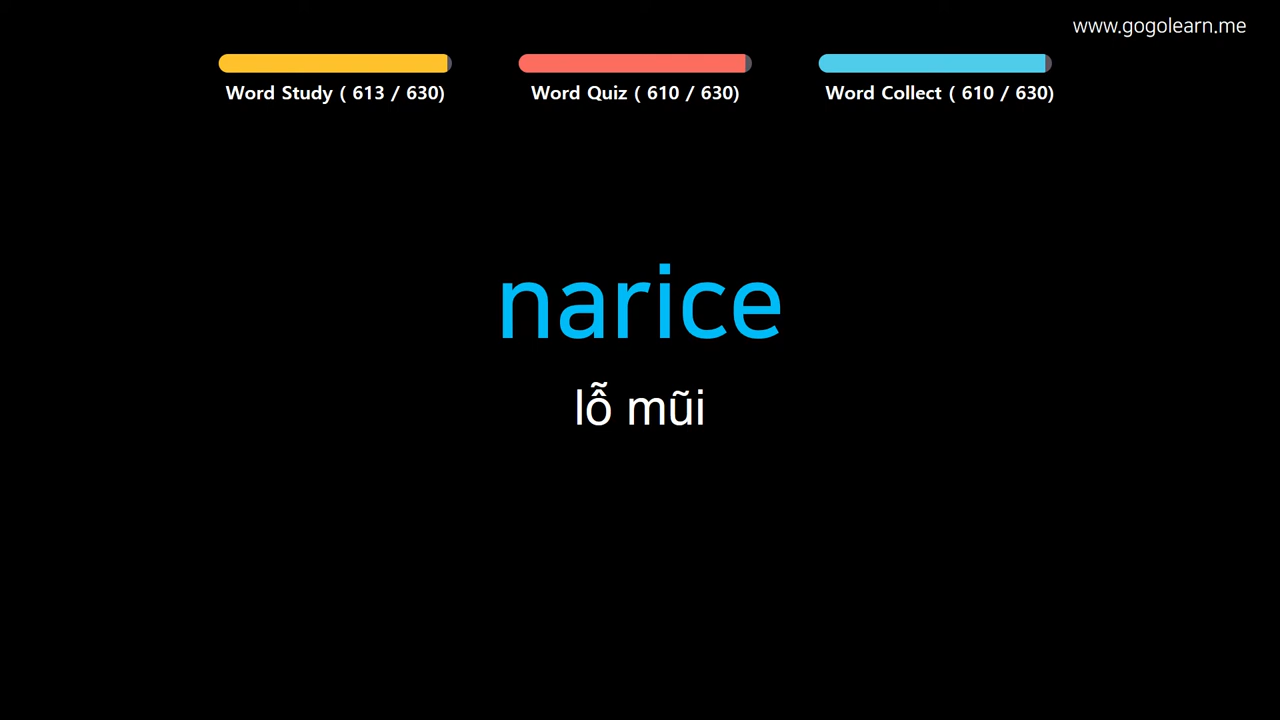 www.gogolearn.me
Word Study ( 613 / 630)
Word Quiz ( 610 / 630)
Word Collect ( 610 / 630)
narice
lỗ mũi